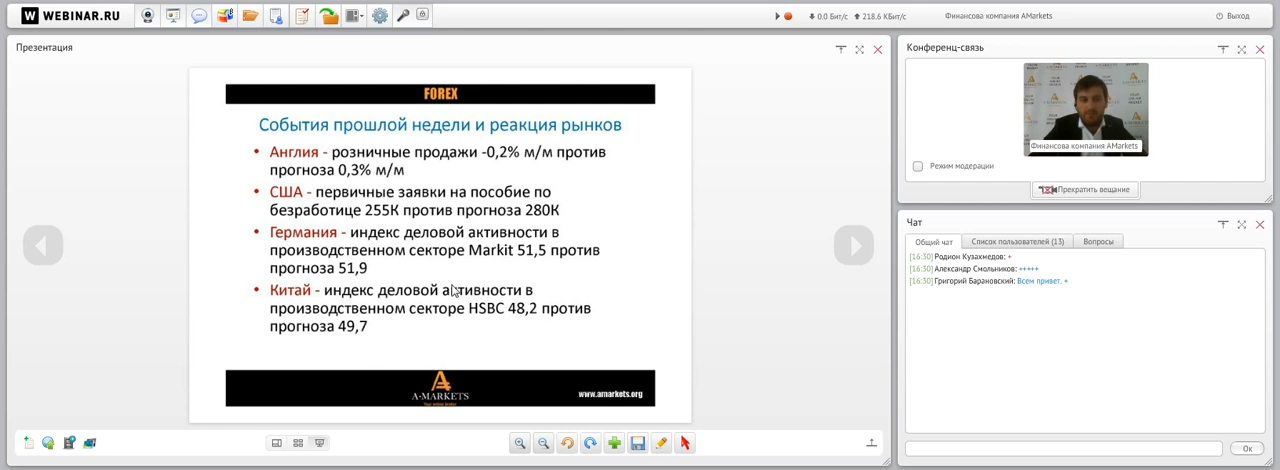 WEBINAR.RU
0.0 Бит/с
218.6 КБит/с
Финансова компания AMarkets
Выход
Презентация
FOREX
События прошлой недели и реакция рынков
• Англия - розничные продажи -0,2% м/м против
прогноза 0,3% м/м
• США - первичные заявки на пособие по
безработице 255К против прогноза 280К
• Германия - индекс деловой активности в
производственном секторе Markit 51,5 против
прогноза 51,9
• Китай - индекс деловой активности в
производственном секторе HSBC 48,2 против
прогноза 49,7
A-MARKETS
www.amarkets.org
Конференц-связь
Финансова компания AMarkets
Режим модерации
Прекратить вещание
Чат
Общий чат
Список пользователей (13)
Вопросы
[16:30] Родион Кузахмедов: +
[16:30] Александр Смольников: +++++
[16:30] Григорий Барановский: Всем привет. +
Ок